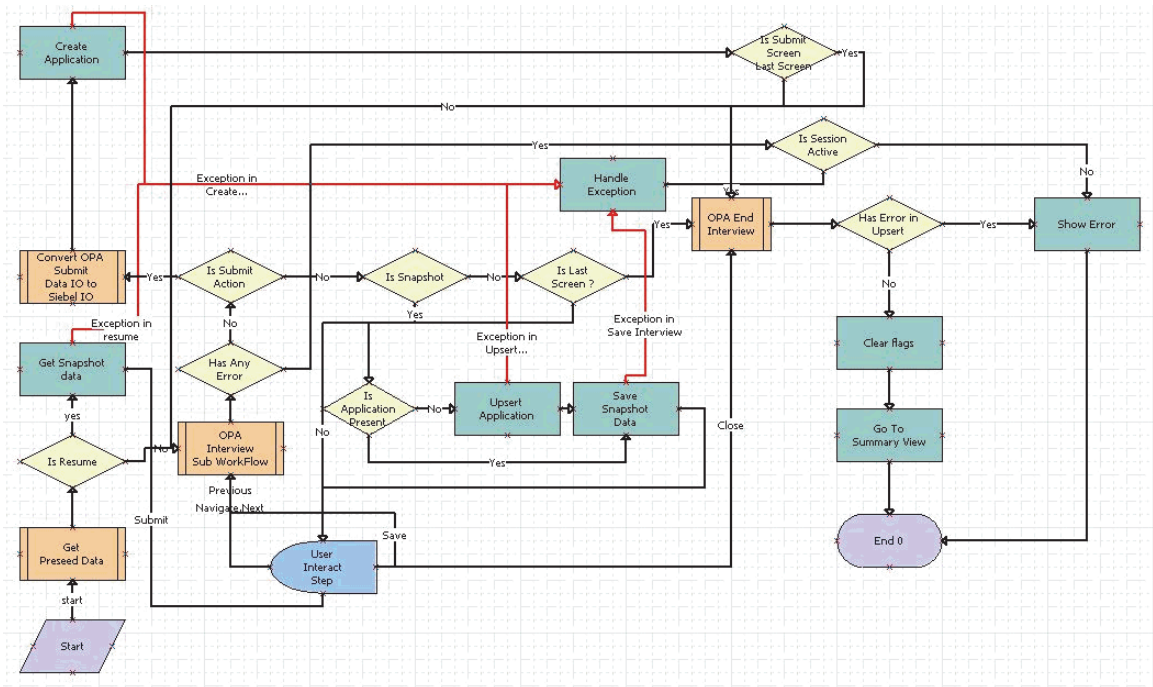 Create
Application
Is Submit
Screen
Last Screen
Yes
No
Yes
Is Session
Active
No
Exception in
Create...
Handle
Exception
Yes
OPA End
Interview
Has Error in
Upsert
Yes
Show Error
Convert OPA
Submit
Data IO to
Siebel IO
Yes
Is Submit
Action
No
Is Snapshot
No
Is Last
Screen ?
Yes
No
Exception in
resume
No
Yes
Exception in
Upsert...
Exception in
Save Interview
Get Snapshot
data
Has Any
Error
Clear flags
yes
Is
Application
Present
No
Upsert
Application
Save
Snapshot
Data
Is Resume
No
OPA
Interview
Sub WorkFlow
No
Yes
Close
Go To
Summary View
Previous
Navigate,Next
Submit
Save
Get
Preseed Data
User
Interact
Step
End 0
start
Start